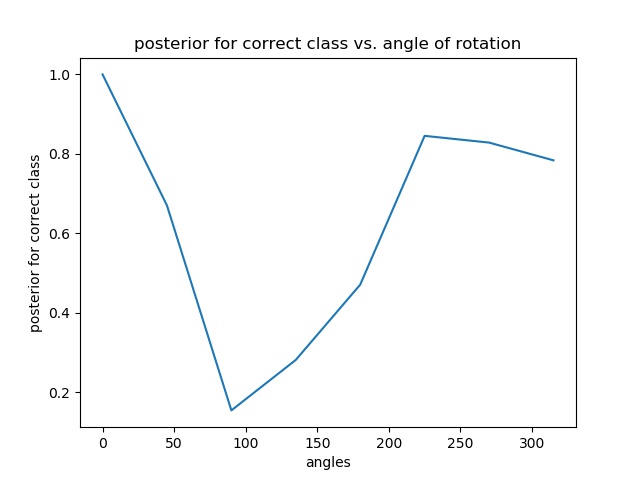 posterior for correct class vs. angle of rotation
1.0
0.8
0.6
0.4
0.2
posterior for correct class
0 50 100 150 200 250 300
angles